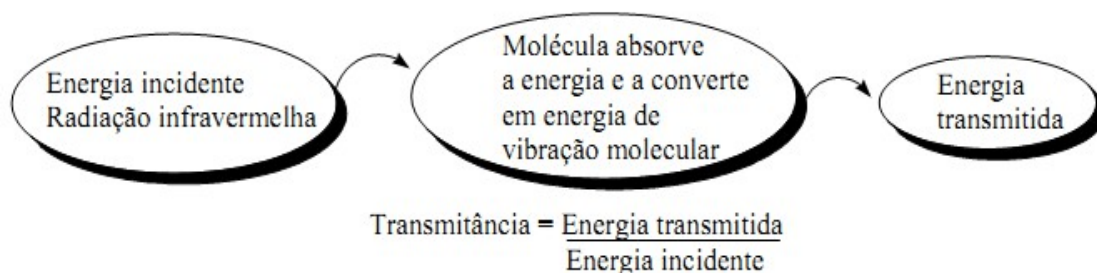 Energia incidente
Radiação infravermelha
Molécula absorve
a energia e a converte
em energia de
vibração molecular
Energia
transmitida
Transmitância = Energia transmitida
Energia incidente